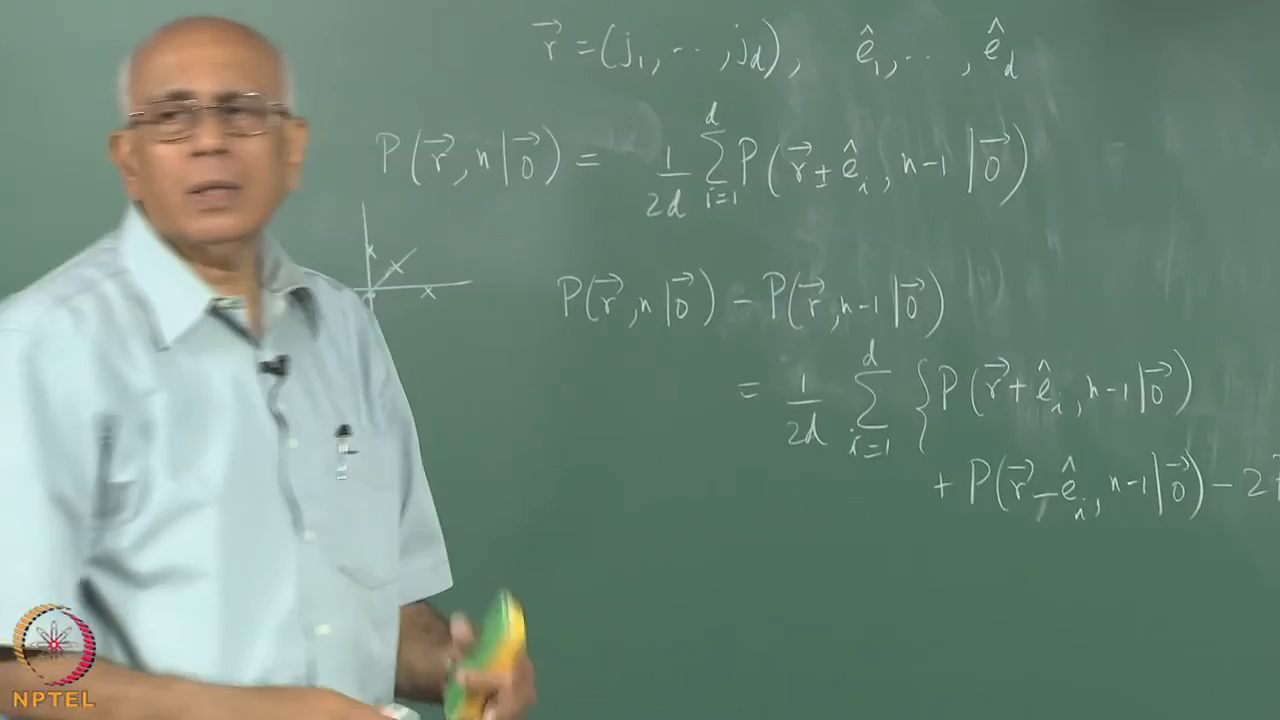 r⃗ = (j₁, ⋯, j_d), ê₁, ⋯, ê_d
P(r⃗, n|0⃗) = 1/2d Σ_{i=1}^{d} P(r⃗ ± ê_i, n-1 |0⃗)
P(r⃗, n|0⃗) - P(r⃗, n-1|0⃗)
= 1/2d Σ_{i=1}^{d} { P(r⃗ + ê_i, n-1|0⃗)
+ P(r⃗ - ê_i, n-1|0⃗) - 2
NPTEL